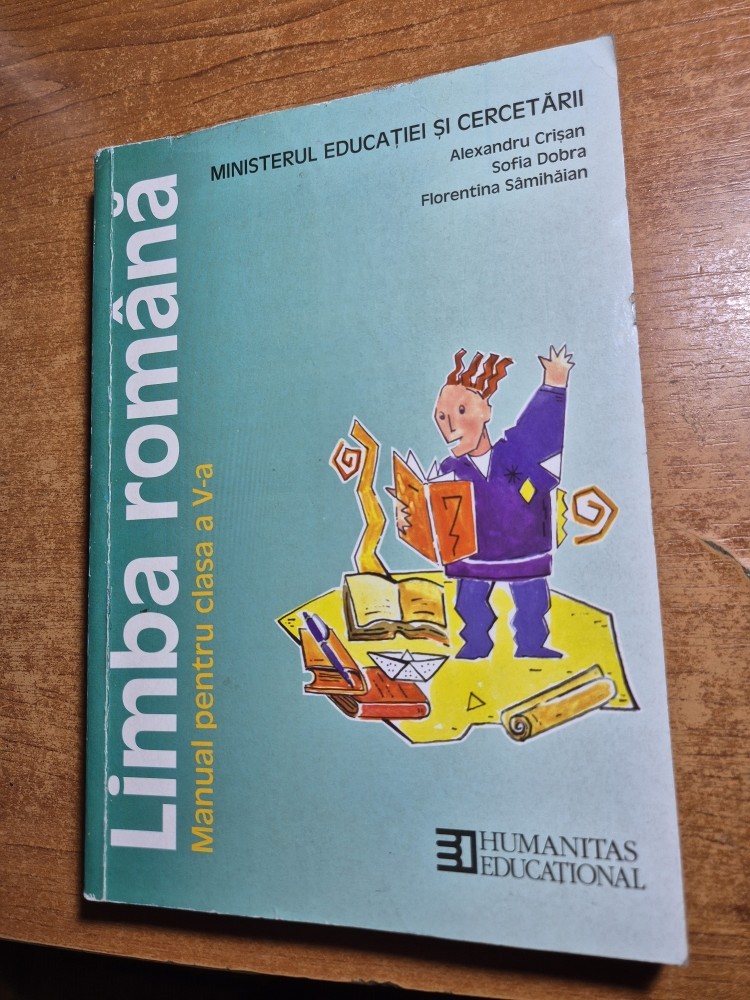 MINISTERUL EDUCAȚIEI ȘI CERCETĂRII
Alexandru Crișan
Sofia Dobra
Florentina Sâmihăian
Limba română
Manual pentru clasa a V-a
HUMANITAS
EDUCAȚIONAL